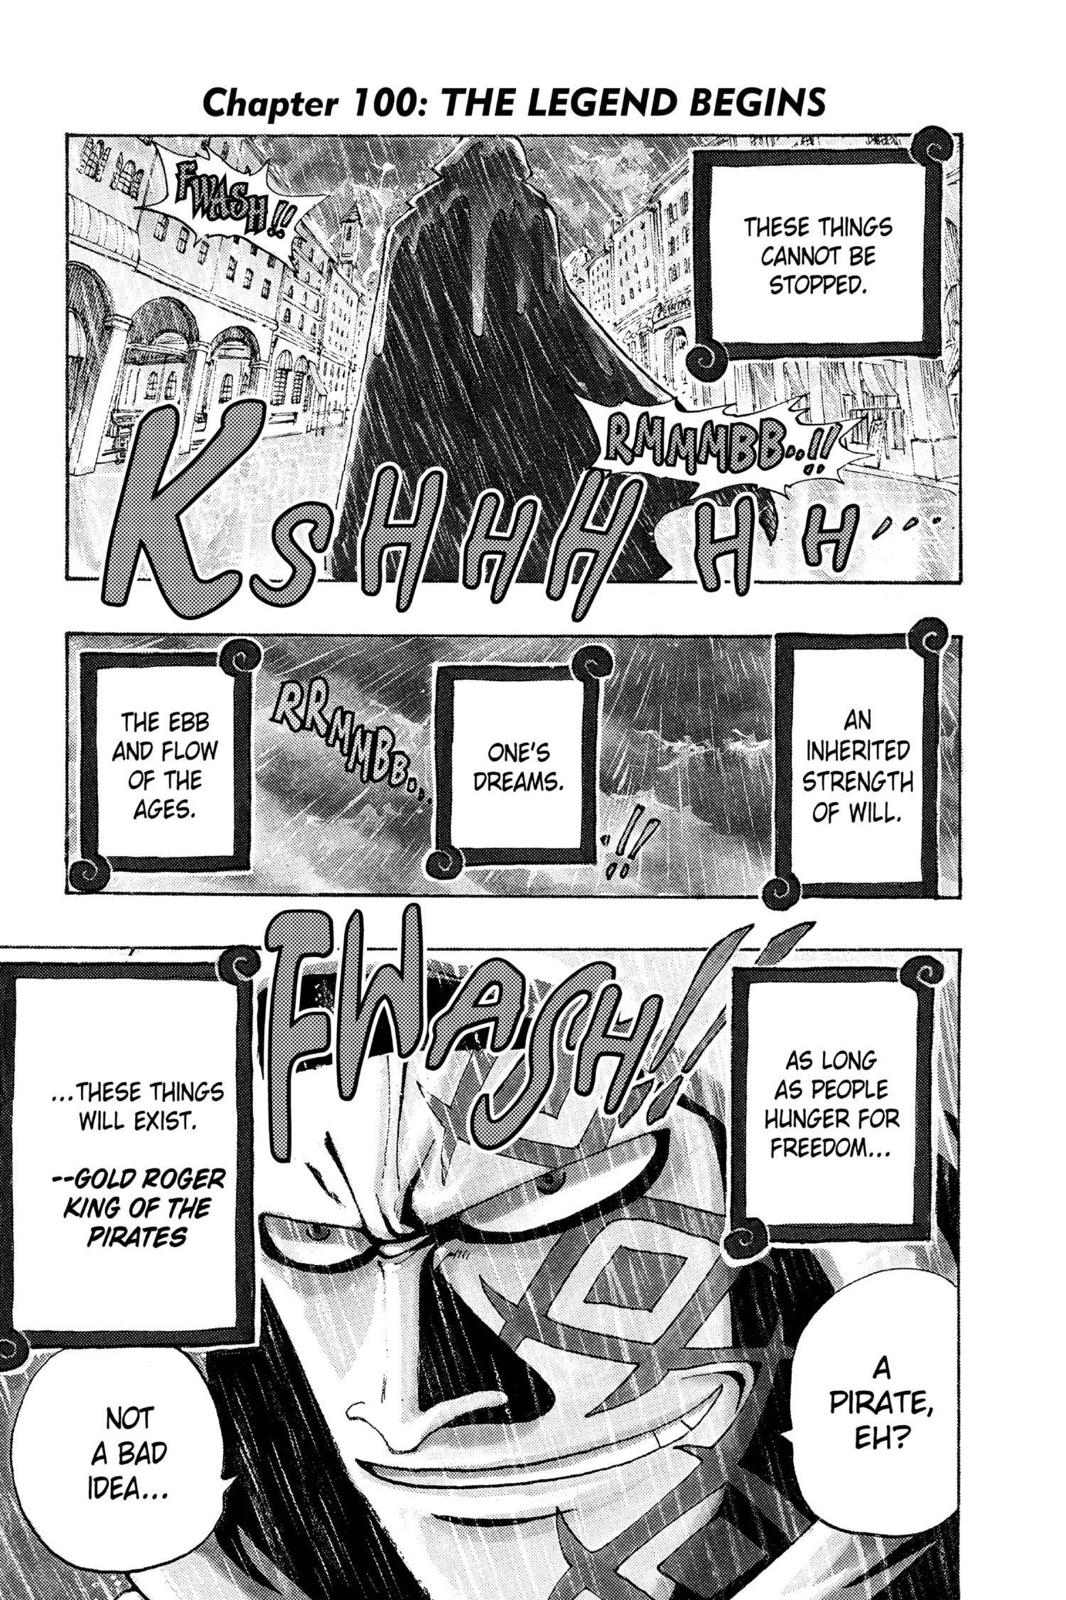 Chapter 100: THE LEGEND BEGINS
THESE THINGS
CANNOT BE
STOPPED.
FWASH!!
RMMMBB..!!
KSHHHHH...
AN
INHERITED
STRENGTH
OF WILL.
ONE'S
DREAMS.
!!
RRMMBB...
THE EBB
AND FLOW
OF THE
AGES.
FWASH!!
AS LONG
AS PEOPLE
HUNGER FOR
FREEDOM...
...THESE THINGS
WILL EXIST.
--GOLD ROGER
KING OF THE
PIRATES
A
PIRATE,
EH?
NOT
A BAD
IDEA...